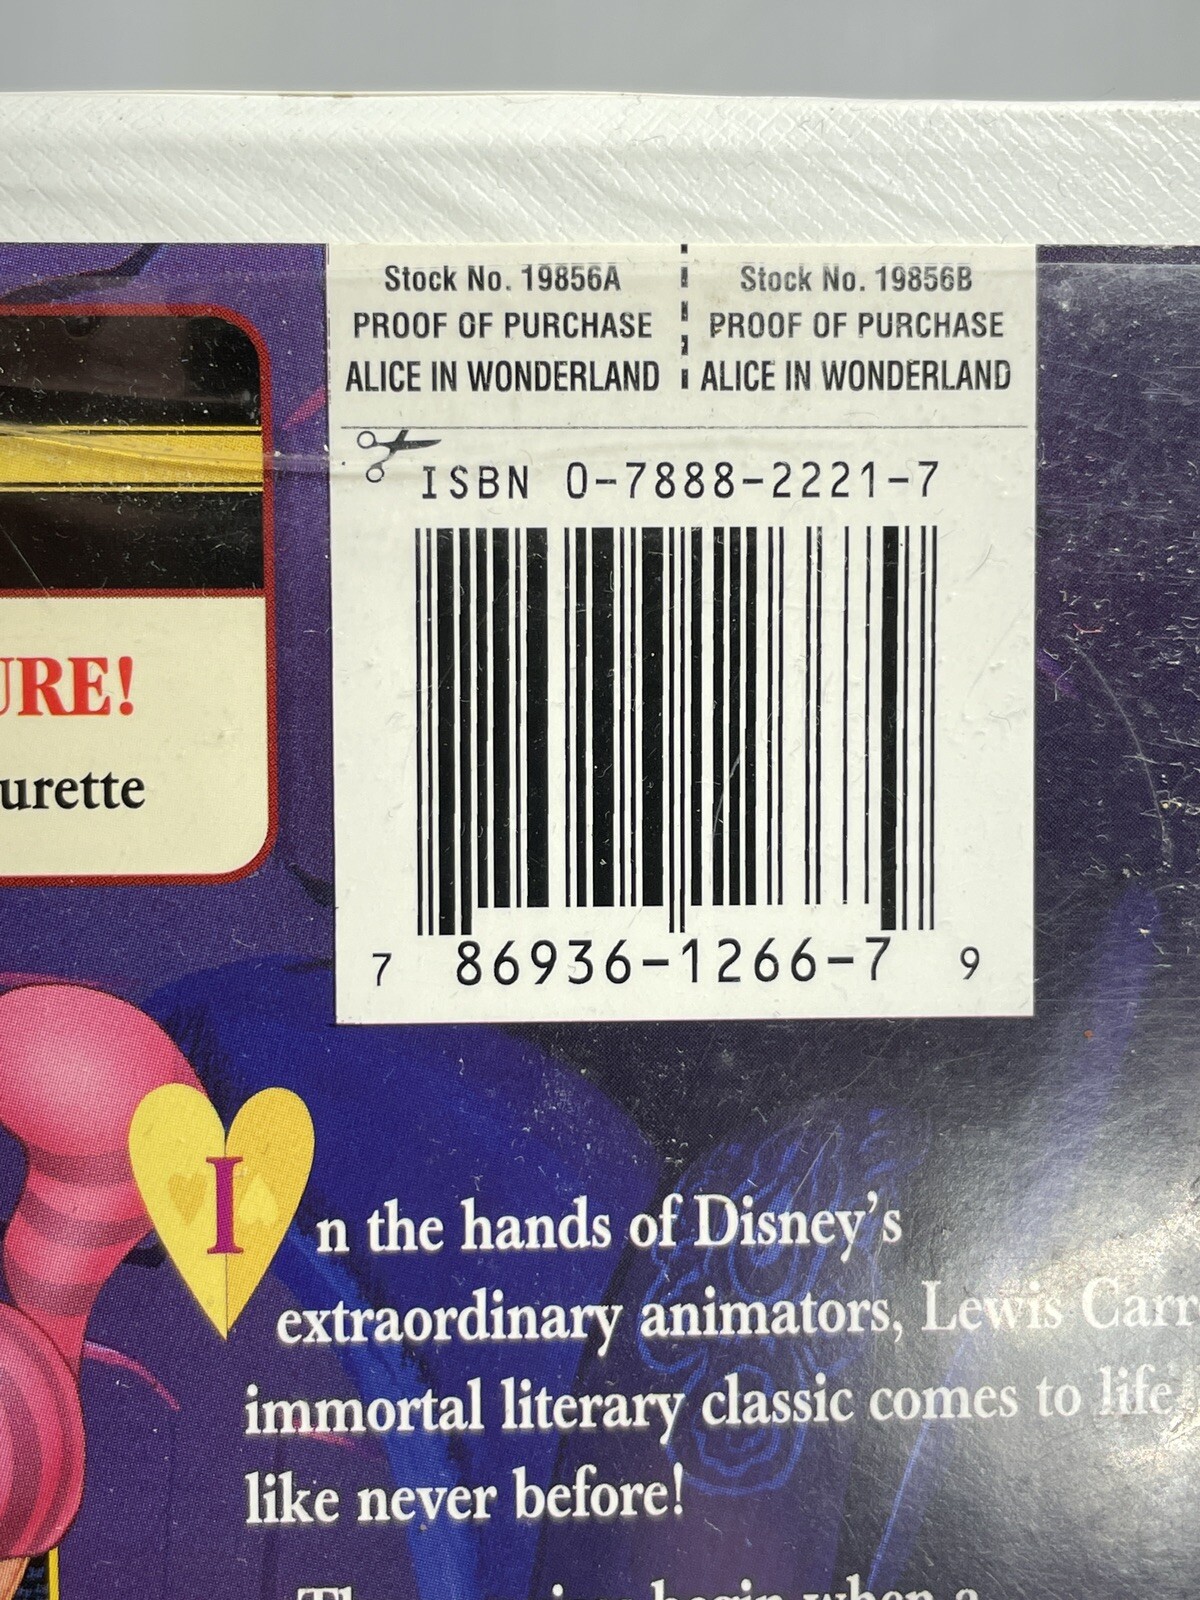 Stock No. 19856A
PROOF OF PURCHASE
ALICE IN WONDERLAND
Stock No. 19856B
PROOF OF PURCHASE
ALICE IN WONDERLAND
ISBN 0-7888-2221-7
7 86936-1266-7 9
URE!
urette
In the hands of Disney's
extraordinary animators, Lewis Carr
immortal literary classic comes to life
like never before!
begin when a